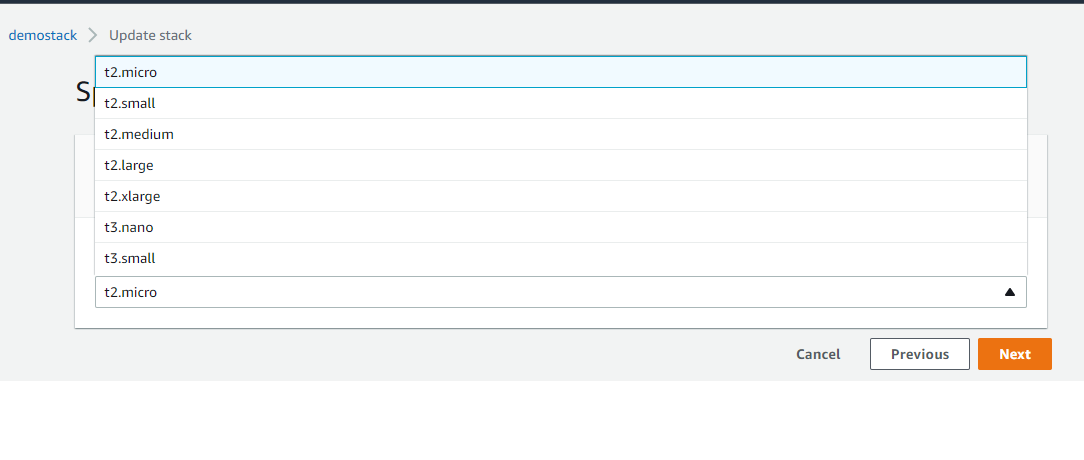 demostack
Update stack
t2.micro
t2.small
t2.medium
t2.large
t2.xlarge
t3.nano
t3.small
t2.micro
Cancel
Previous
Next